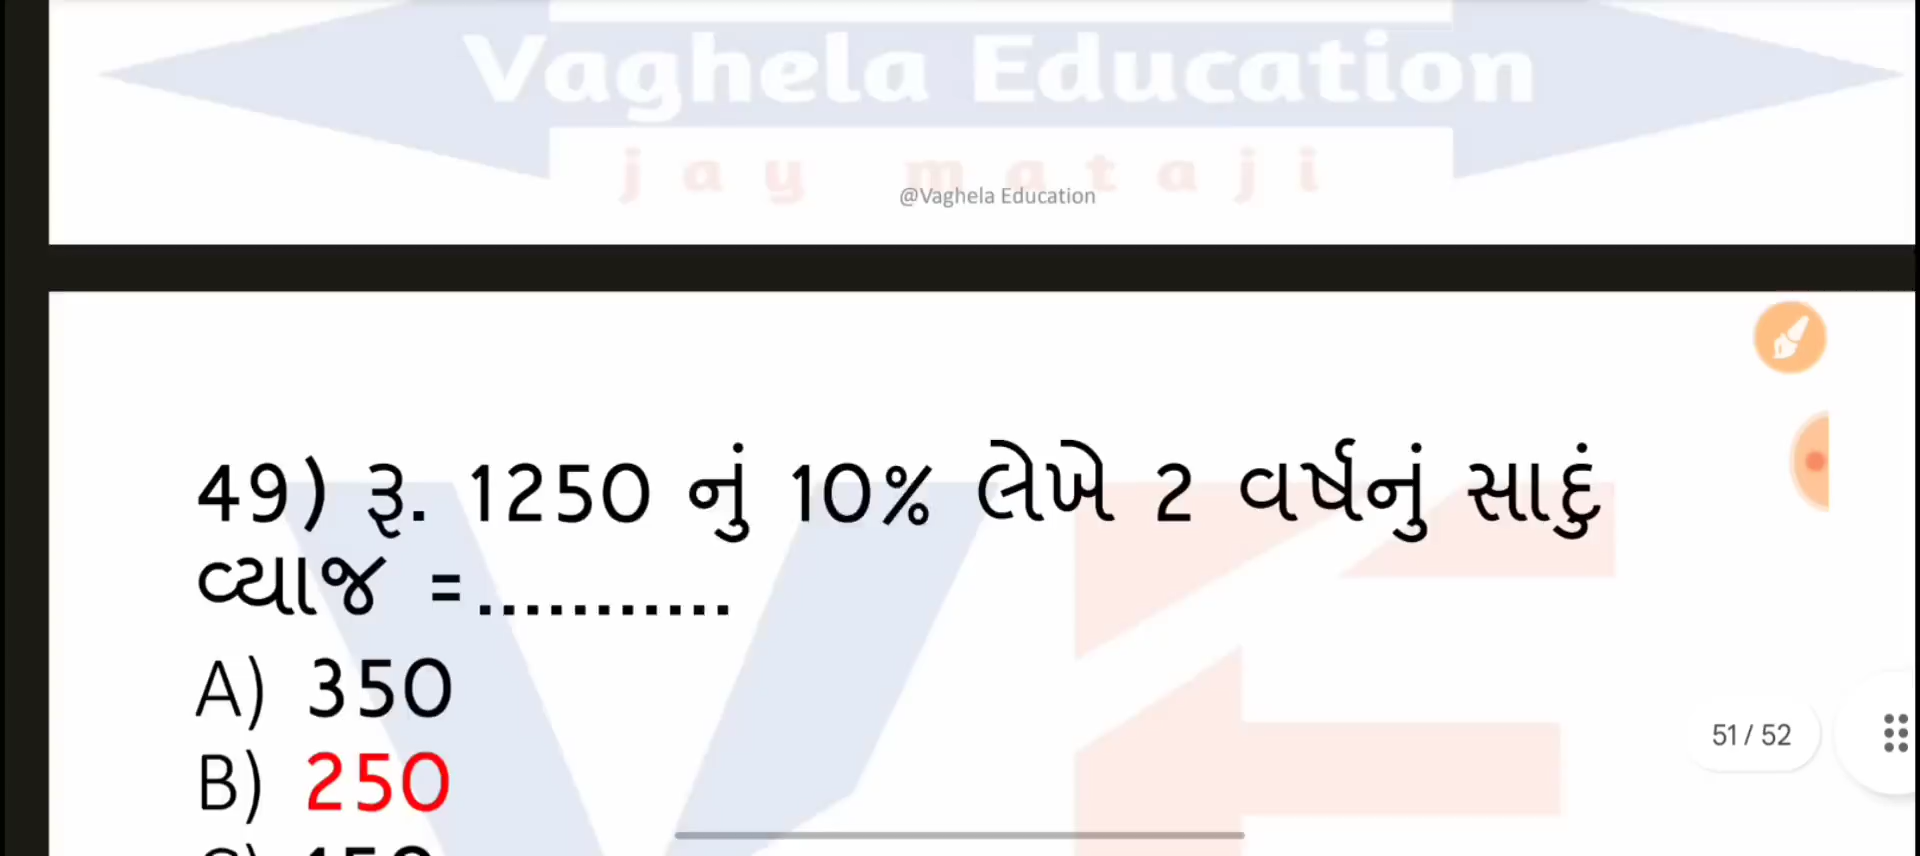 Vaghela Education
jay mataji
@Vaghela Education
49) રૂ. 1250 નું 10% લેખે 2 વર્ષનું સાદું
વ્યાજ =...........
A) 350
B) 250
51 / 52